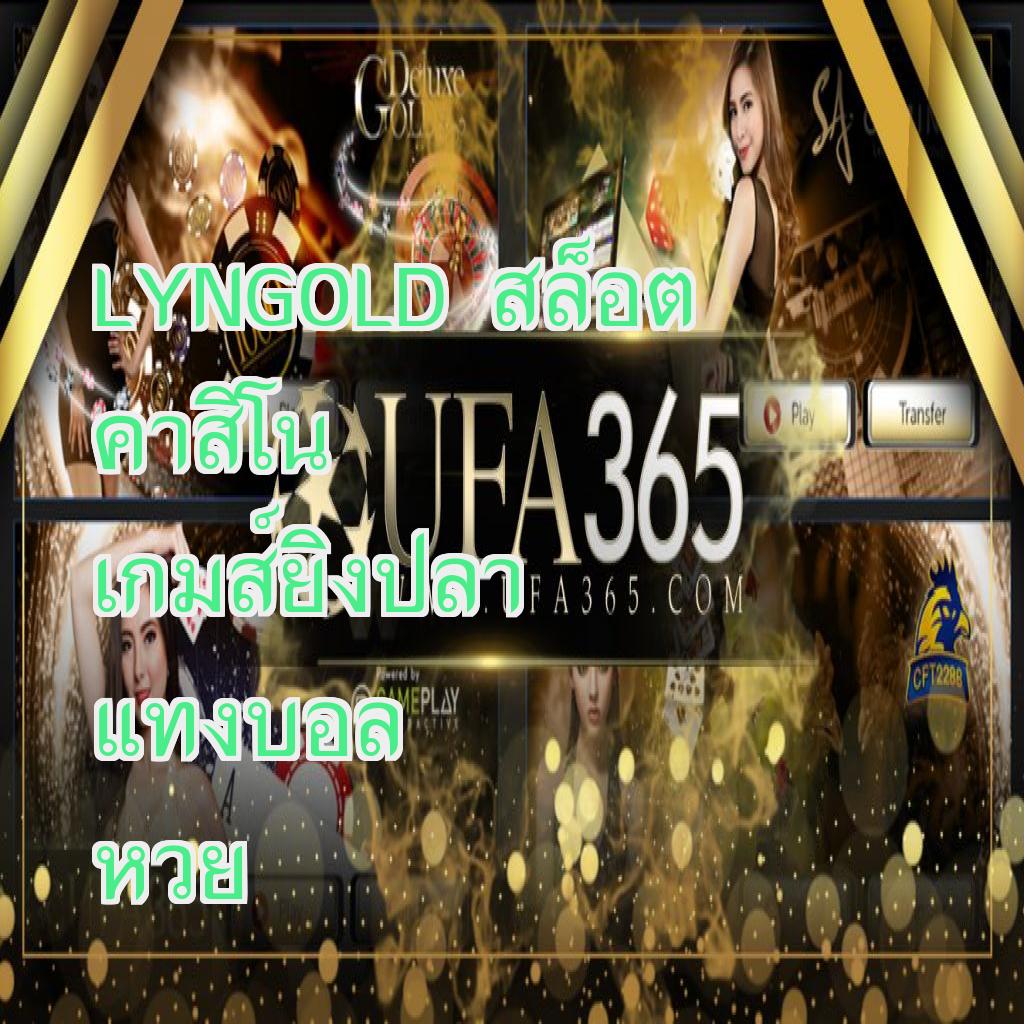 Deluxe
GOLD
SA
LYNGOLD สล็อต
คาสิโน
UFA365
Play
Transfer
เกมส์ยิงปลา
.UFA365.COM
CFT2288
Powered by
GAMEPLAY
แทงบอล
A
หวย